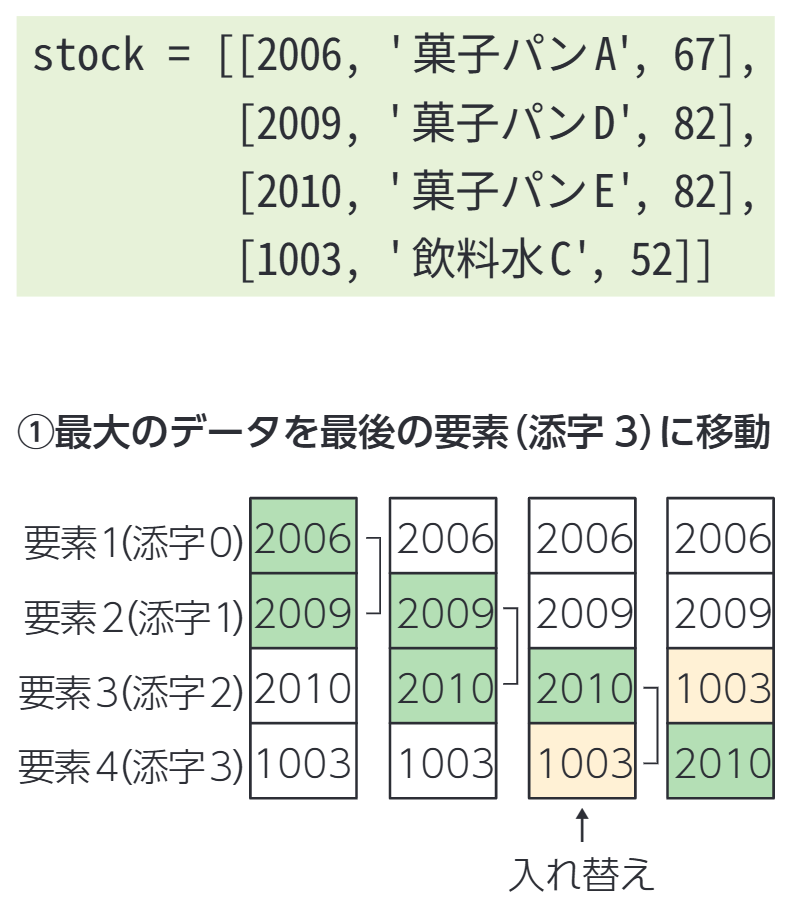 stock = [[2006, '菓子パンA', 67],
[2009, '菓子パンD', 82],
[2010, '菓子パンE', 82],
[1003, '飲料水C', 52]]
①最大のデータを最後の要素(添字 3)に移動
要素1(添字0) 2006 2006 2006 2006
要素2(添字1) 2009 2009 2009 2009
要素3(添字2) 2010 2010 2010 1003
要素4(添字3) 1003 1003 1003 2010
入れ替え